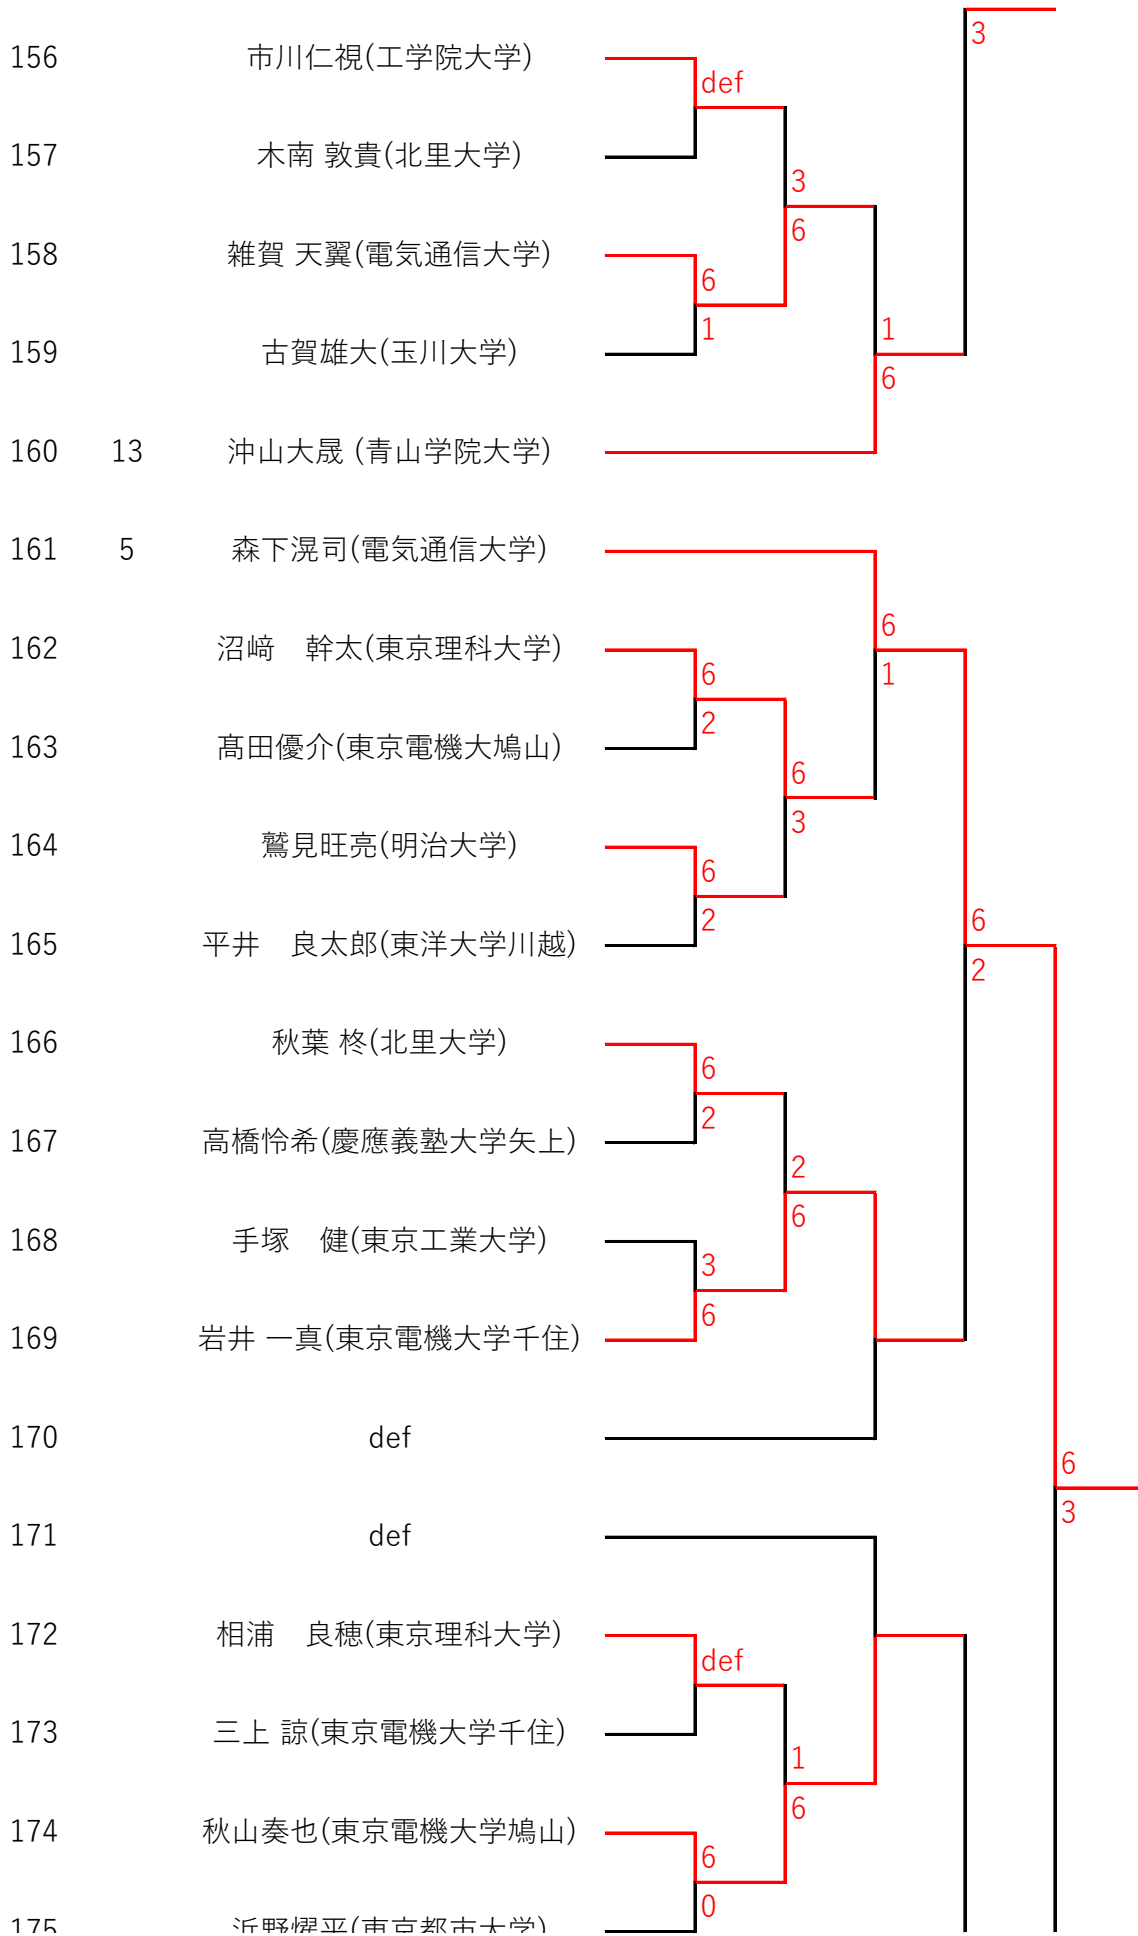 3
156 市川仁視(工学院大学)
def
157 木南 敦貴(北里大学)
3
158 雑賀 天翼(電気通信大学)
6
6
1
159 古賀雄大(玉川大学)
1
6
160 13 沖山大晟 (青山学院大学)
161 5 森下滉司(電気通信大学)
6
162 沼﨑　幹太(東京理科大学)
6
1
2
163 髙田優介(東京電機大鳩山)
6
3
164 鷲見旺亮(明治大学)
6
2
6
165 平井　良太郎(東洋大学川越)
2
166 秋葉 柊(北里大学)
6
2
167 高橋怜希(慶應義塾大学矢上)
2
6
168 手塚　健(東京工業大学)
3
6
169 岩井 一真(東京電機大学千住)
170 def
6
3
171 def
172 相浦　良穂(東京理科大学)
def
173 三上 諒(東京電機大学千住)
1
6
174 秋山奏也(東京電機大学鳩山)
6
0
175 浜野燿平(東京都市大学)